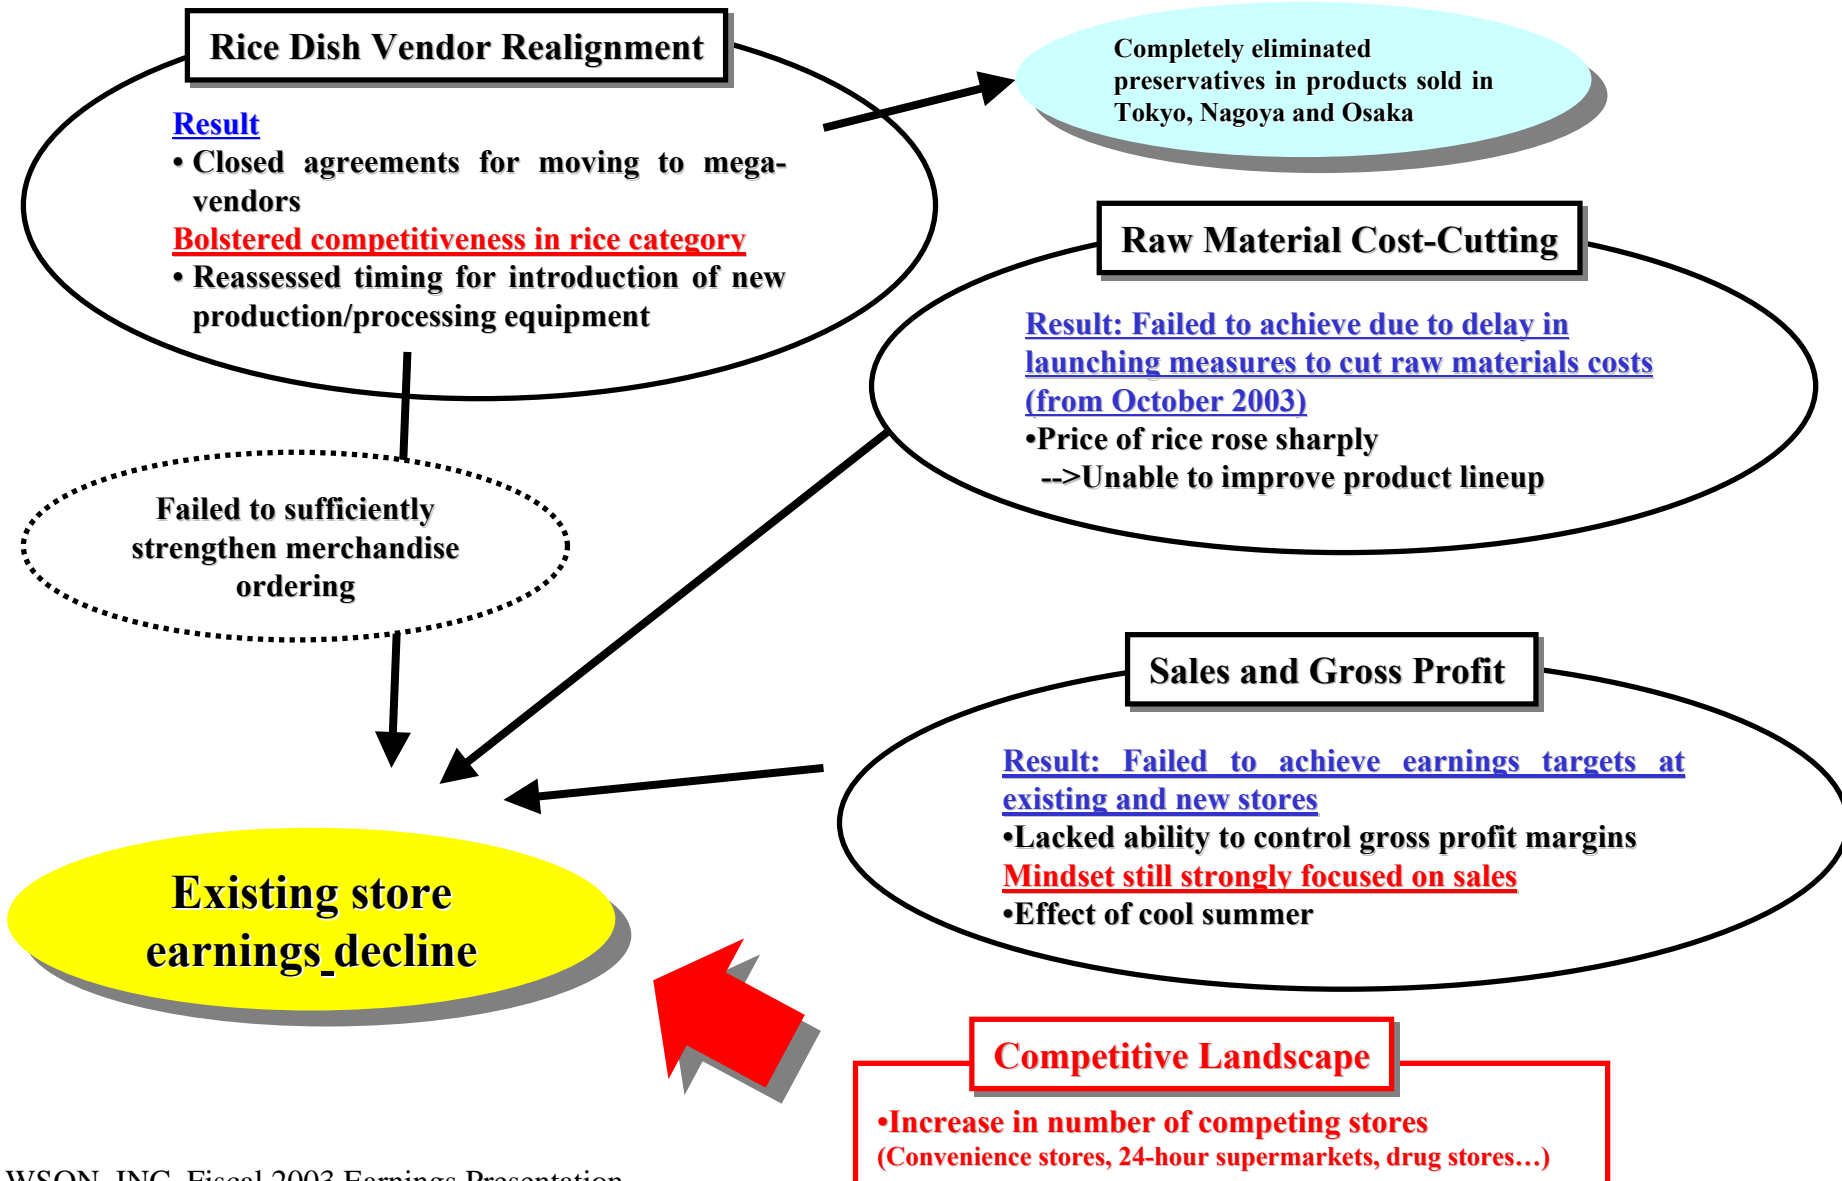 Rice Dish Vendor Realignment
Result
• Closed agreements for moving to mega-
vendors
Bolstered competitiveness in rice category
• Reassessed timing for introduction of new
production/processing equipment
Completely eliminated
preservatives in products sold in
Tokyo, Nagoya and Osaka
Raw Material Cost-Cutting
Result: Failed to achieve due to delay in
launching measures to cut raw materials costs
(from October 2003)
•Price of rice rose sharply
-->Unable to improve product lineup
Failed to sufficiently
strengthen merchandise
ordering
Sales and Gross Profit
Result: Failed to achieve earnings targets at
existing and new stores
•Lacked ability to control gross profit margins
Mindset still strongly focused on sales
•Effect of cool summer
Existing store
earnings decline
Competitive Landscape
•Increase in number of competing stores
(Convenience stores, 24-hour supermarkets, drug stores…)
WSON, INC. Fiscal 2003 Earnings Presentation